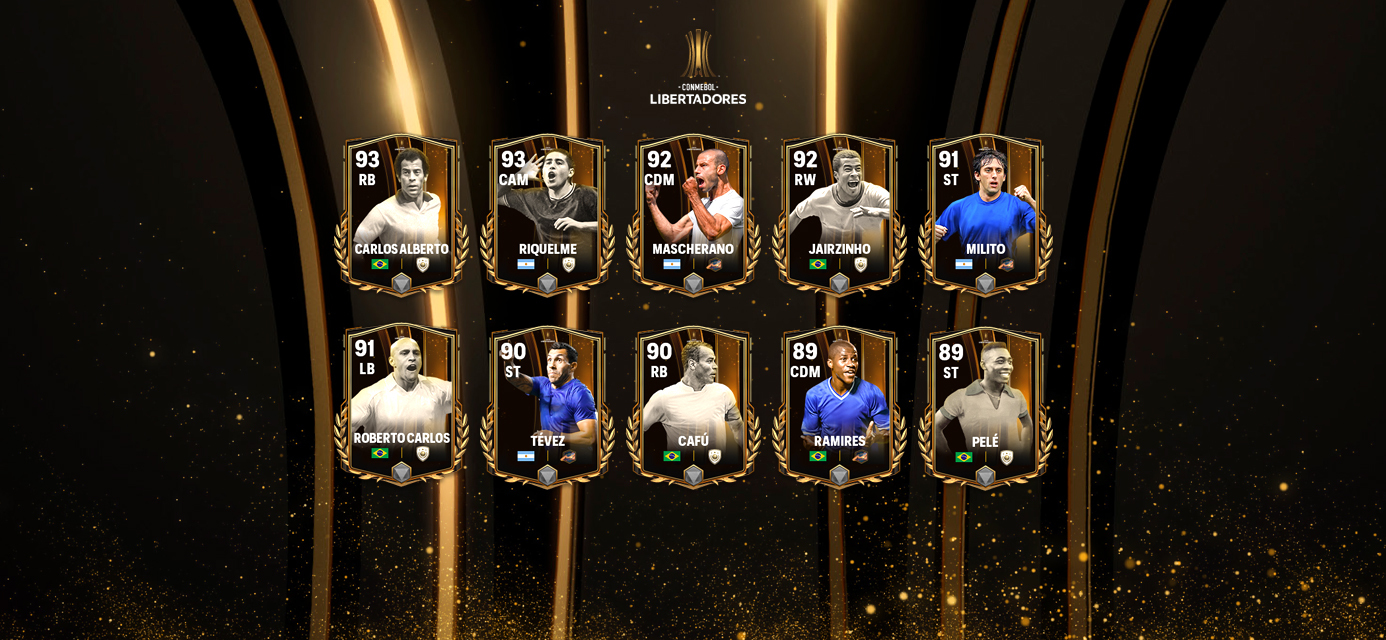 ·CONMEBOL·
LIBERTADORES
93
RB
CARLOS ALBERTO
93
CAM
RIQUELME
92
CDM
MASCHERANO
92
RW
JAIRZINHO
91
ST
MILITO
91
LB
ROBERTO CARLOS
90
ST
TÉVEZ
90
RB
CAFÚ
89
CDM
RAMIRES
89
ST
PELÉ